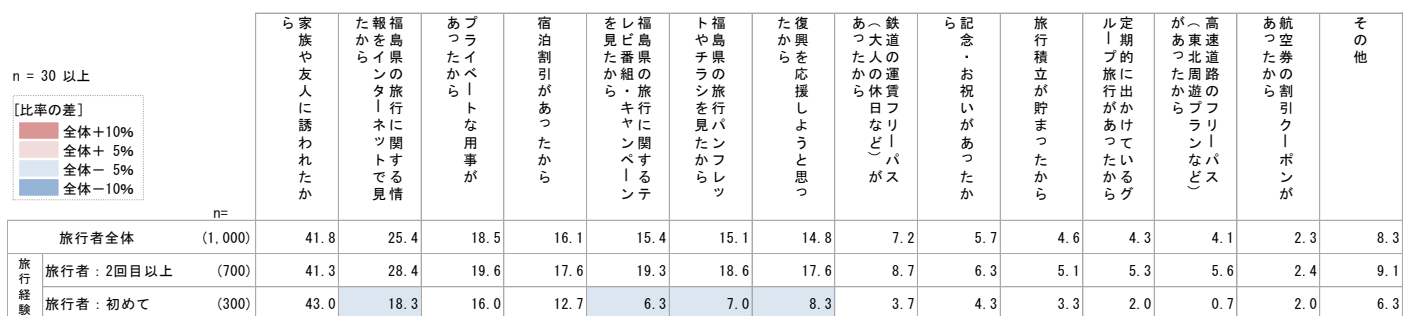 家族や友人に誘われたか
ら
福島県の旅行に関する情
報をインターネットで見
たから
プライベートな用事が
あったから
宿泊割引があったから
福島県の旅行に関するテ
レビ番組・キャンペーン
を見たから
福島県の旅行パンフレッ
トやチラシを見たから
復興を応援しようと思っ
たから
鉄道の運賃フリーパス
（大人の休日など）が
あったから
記念・お祝いがあったか
ら
旅行積立が貯まったから
定期的に出かけているグ
ループ旅行があったから
高速道路のフリーパス
（東北周遊プランなど）
があったから
航空券の割引クーポンが
あったから
その他
n = 30 以上
[比率の差]
全体+10%
全体+ 5%
全体- 5%
全体-10%
n=
旅行者全体 (1,000) 41.8 25.4 18.5 16.1 15.4 15.1 14.8 7.2 5.7 4.6 4.3 4.1 2.3 8.3
旅行経験
旅行者：2回目以上 (700) 41.3 28.4 19.6 17.6 19.3 18.6 17.6 8.7 6.3 5.1 5.3 5.6 2.4 9.1
旅行者：初めて (300) 43.0 18.3 16.0 12.7 6.3 7.0 8.3 3.7 4.3 3.3 2.0 0.7 2.0 6.3